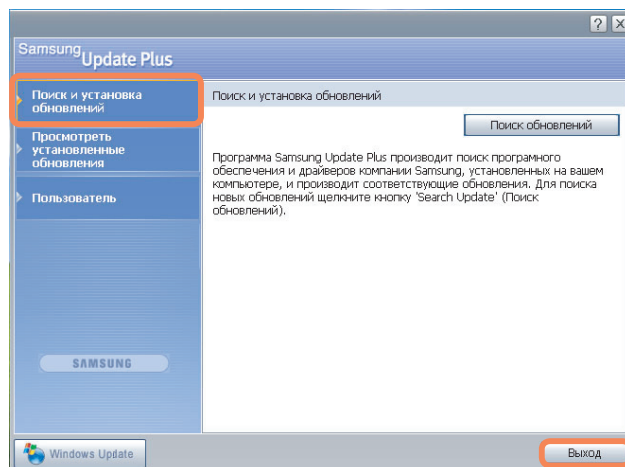 Samsung Update Plus
Поиск и установка
обновлений
Просмотреть
установленные
обновления
Пользователь
SAMSUNG
Поиск и установка обновлений
Поиск обновлений
Программа Samsung Update Plus производит поиск програмного
обеспечения и драйверов компании Samsung, установленных на вашем
компьютере, и производит соответствующие обновления. Для поиска
новых обновлений щелкните кнопку 'Search Update' (Поиск
обновлений).
Windows Update
Выход